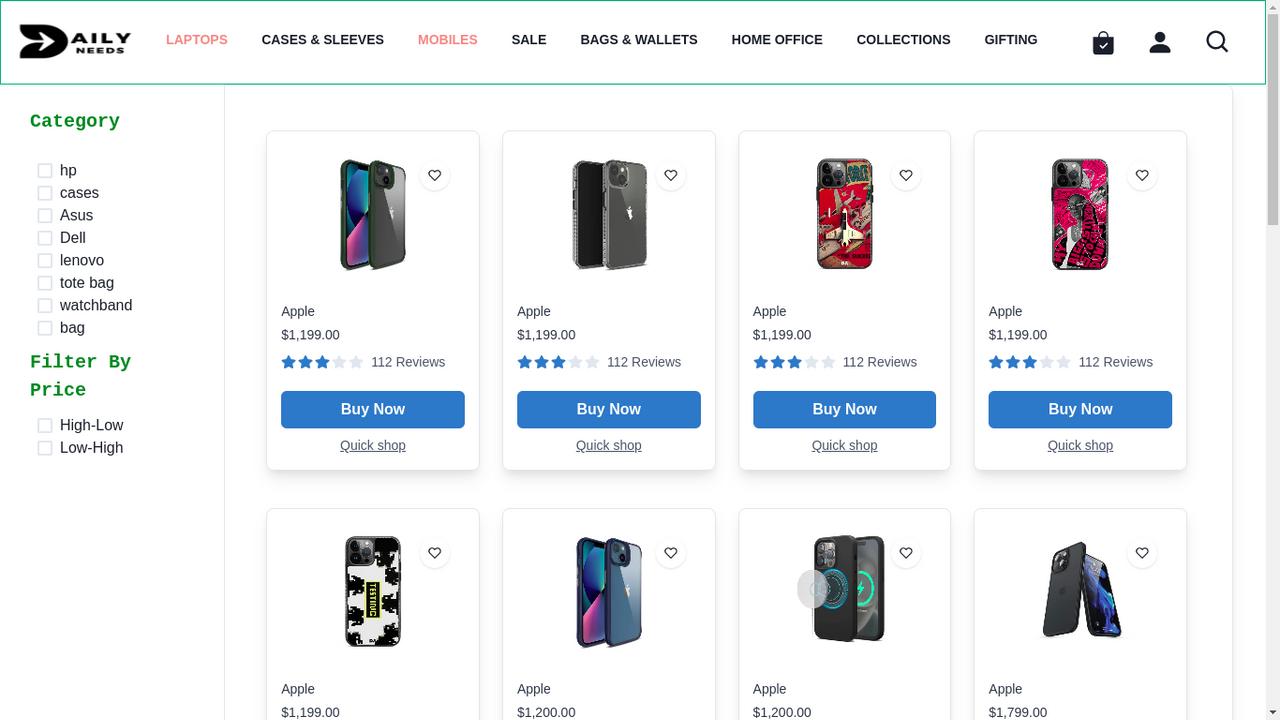 DAILY NEEDS
LAPTOPS CASES & SLEEVES MOBILES SALE BAGS & WALLETS HOME OFFICE COLLECTIONS GIFTING
Category
hp
cases
Asus
Dell
lenovo
tote bag
watchband
bag
Filter By
Price
High-Low
Low-High
Apple
$1,199.00
112 Reviews
Buy Now
Quick shop
Apple
$1,199.00
112 Reviews
Buy Now
Quick shop
Apple
$1,199.00
112 Reviews
Buy Now
Quick shop
Apple
$1,199.00
112 Reviews
Buy Now
Quick shop
TESTING
Apple
$1,199.00
Apple
$1,200.00
Apple
$1,200.00
Apple
$1,799.00